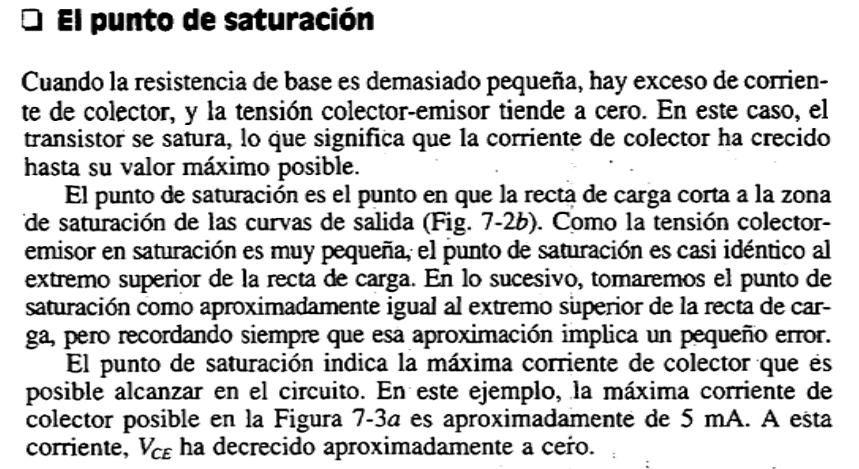 ❑ El punto de saturación
Cuando la resistencia de base es demasiado pequeña, hay exceso de corrien-
te de colector, y la tensión colector-emisor tiende a cero. En este caso, el
transistor se satura, lo que significa que la corriente de colector ha crecido
hasta su valor máximo posible.
El punto de saturación es el punto en que la recta de carga corta a la zona
de saturación de las curvas de salida (Fig. 7-2b). Como la tensión colector-
emisor en saturación es muy pequeña, el punto de saturación es casi idéntico al
extremo superior de la recta de carga. En lo sucesivo, tomaremos el punto de
saturación como aproximadamente igual al extremo superior de la recta de car-
ga, pero recordando siempre que esa aproximación implica un pequeño error.
El punto de saturación indica la máxima corriente de colector que es
posible alcanzar en el circuito. En este ejemplo, la máxima corriente de
colector posible en la Figura 7-3a es aproximadamente de 5 mA. A esta
corriente, VCE ha decrecido aproximadamente a cero.